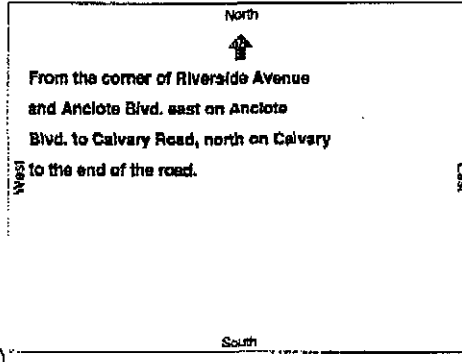 North
From the corner of Riverside Avenue
and Anclote Blvd. east on Anclote
Blvd. to Calvary Road, north on Calvary
to the end of the road.
West
East
South